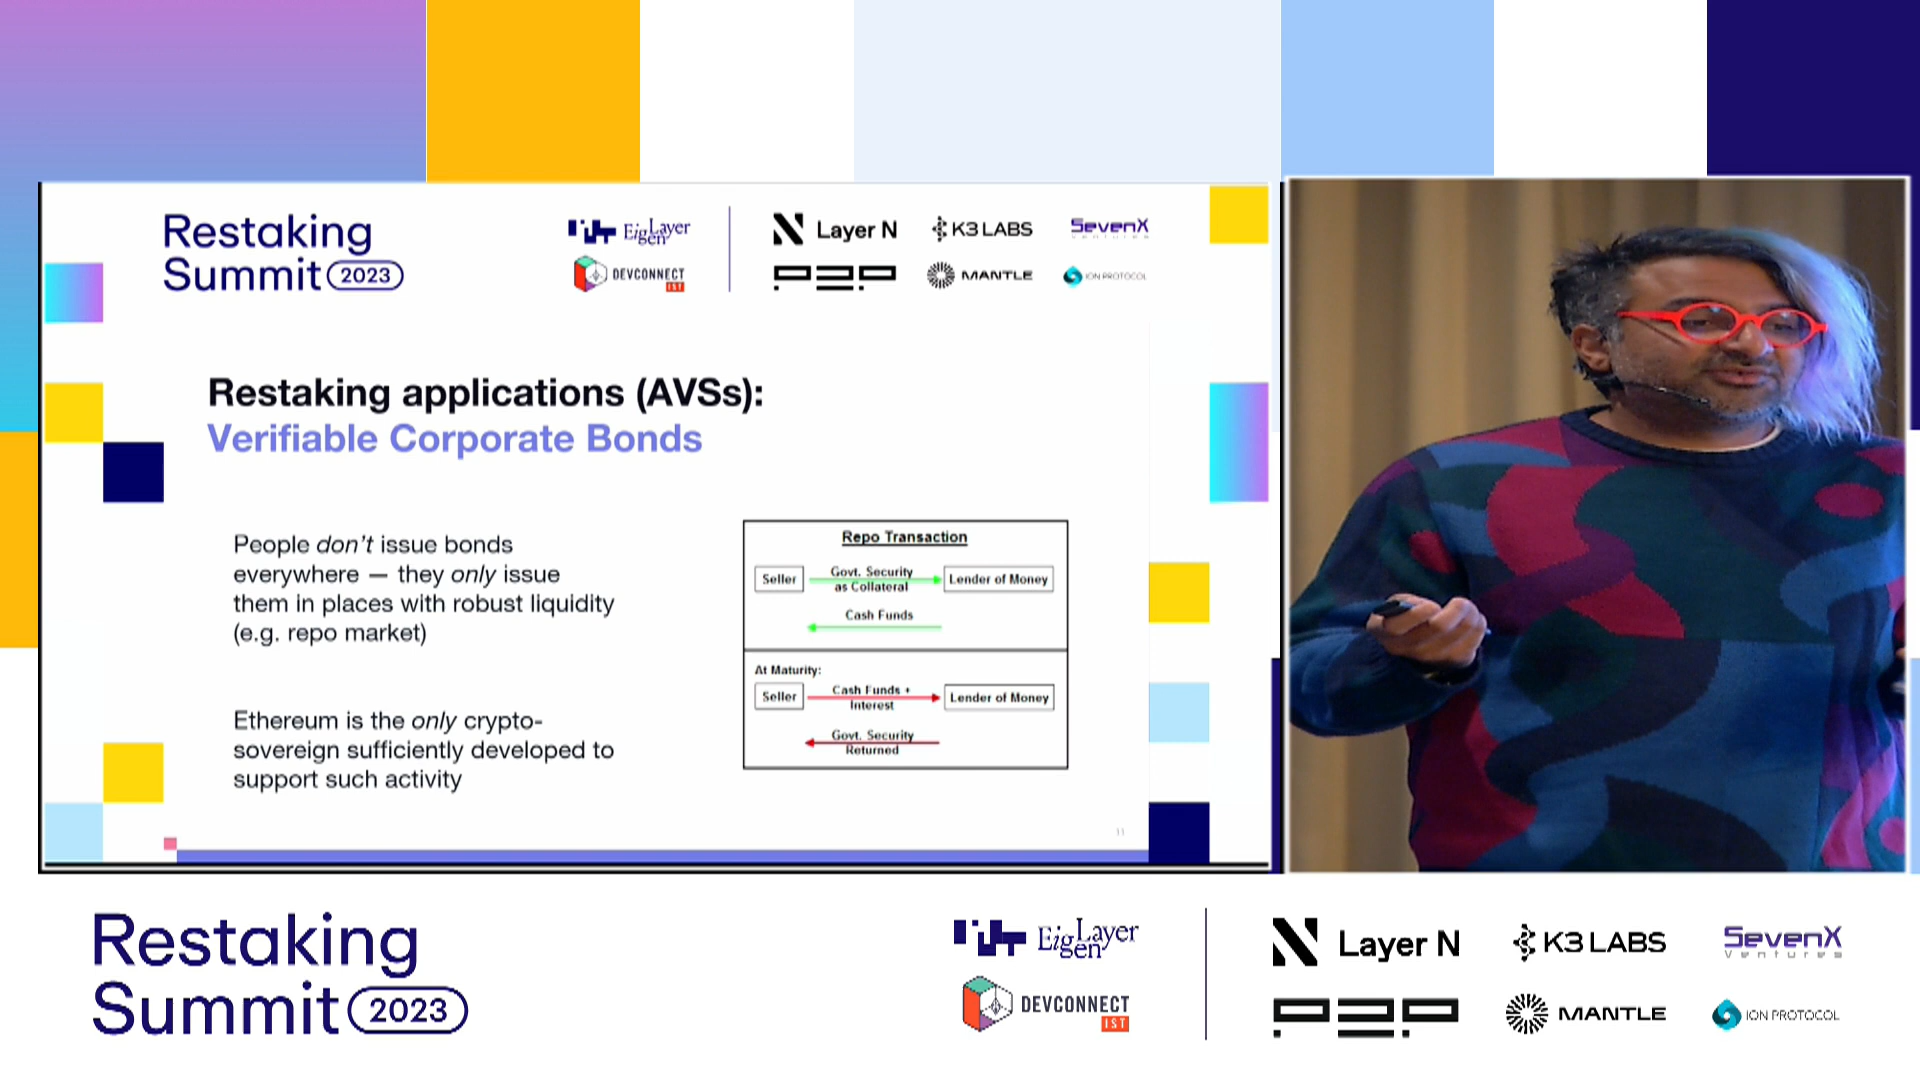 Restaking
Summit 2023
EigenLayer
DEVCONNECT
IST
Layer N
K3 LABS
SevenX
Ventures
P2P
MANTLE
ION PROTOCOL
Restaking applications (AVSs):
Verifiable Corporate Bonds
People don't issue bonds
everywhere — they only issue
them in places with robust liquidity
(e.g. repo market)
Ethereum is the only crypto-
sovereign sufficiently developed to
support such activity
Repo Transaction
Seller
Govt. Security
as Collateral
Lender of Money
Cash Funds
At Maturity:
Seller
Cash Funds +
Interest
Lender of Money
Govt. Security
Returned
11
Restaking
Summit 2023
EigenLayer
DEVCONNECT
IST
Layer N
K3 LABS
SevenX
Ventures
P2P
MANTLE
ION PROTOCOL